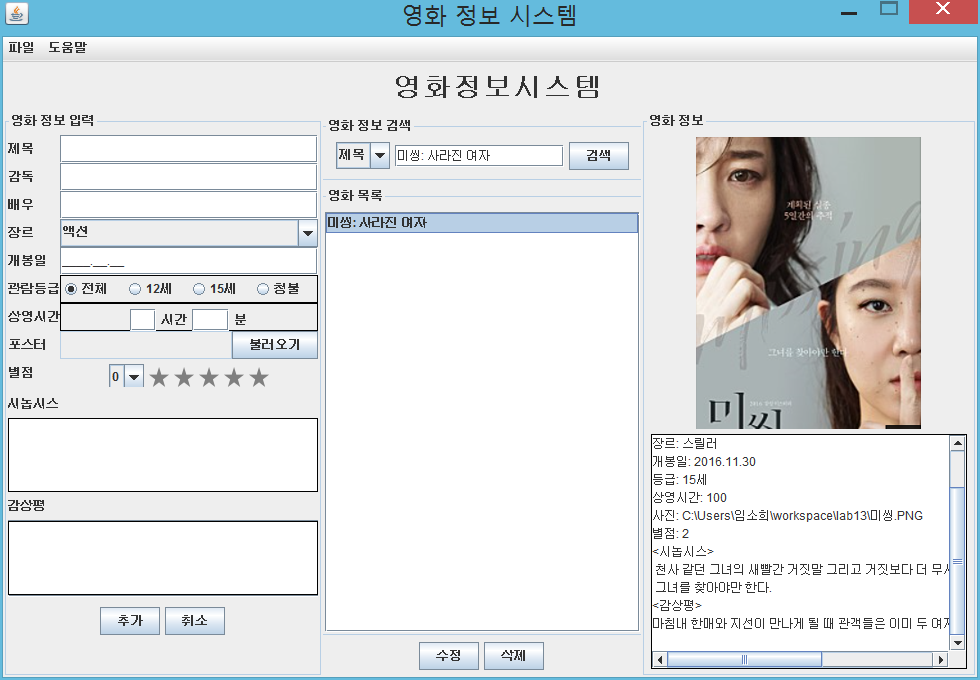 영화 정보 시스템
파일 도움말
영화정보시스템
영화 정보 입력
제목
감독
배우
장르 액션
개봉일 ____.__.__
관람등급 전체 12세 15세 청불
상영시간 시간 분
포스터 불러오기
별점 0 ★★★★★
시놉시스
감상평
추가 취소
영화 정보 검색
제목 미씽: 사라진 여자 검색
영화 목록
미씽: 사라진 여자
수정 삭제
영화 정보
계획된 실종
5일간의 추적
그녀를 찾아야만 한다
미씽
장르: 스릴러
개봉일: 2016.11.30
등급: 15세
상영시간: 100
사진: C:\Users\임소희\workspace\lab13\미씽.PNG
별점: 2
<시놉시스>
천사 같던 그녀의 새빨간 거짓말 그리고 거짓보다 더 무서
그녀를 찾아야만 한다.
<감상평>
마침내 한매와 지선이 만나게 될 때 관객들은 이미 두 여자